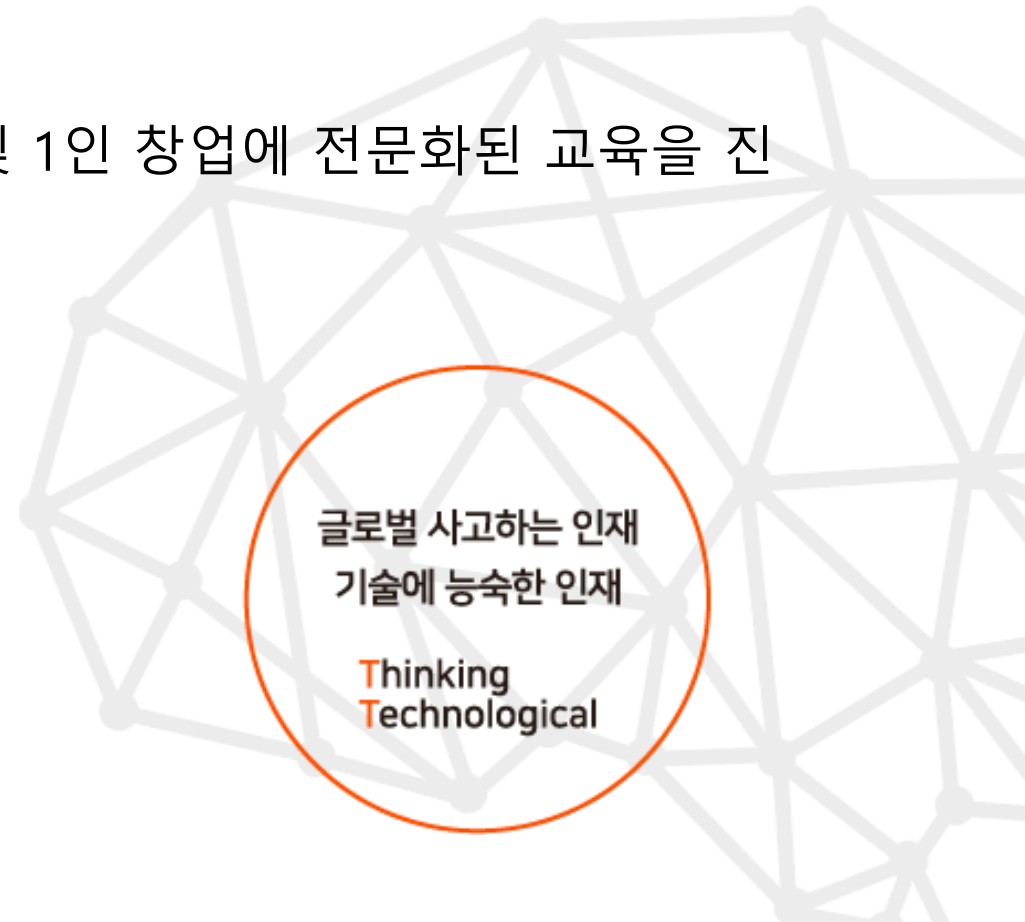 1인 창업에 전문화된 교육을 진
글로벌 사고하는 인재
기술에 능숙한 인재
Thinking
Technological